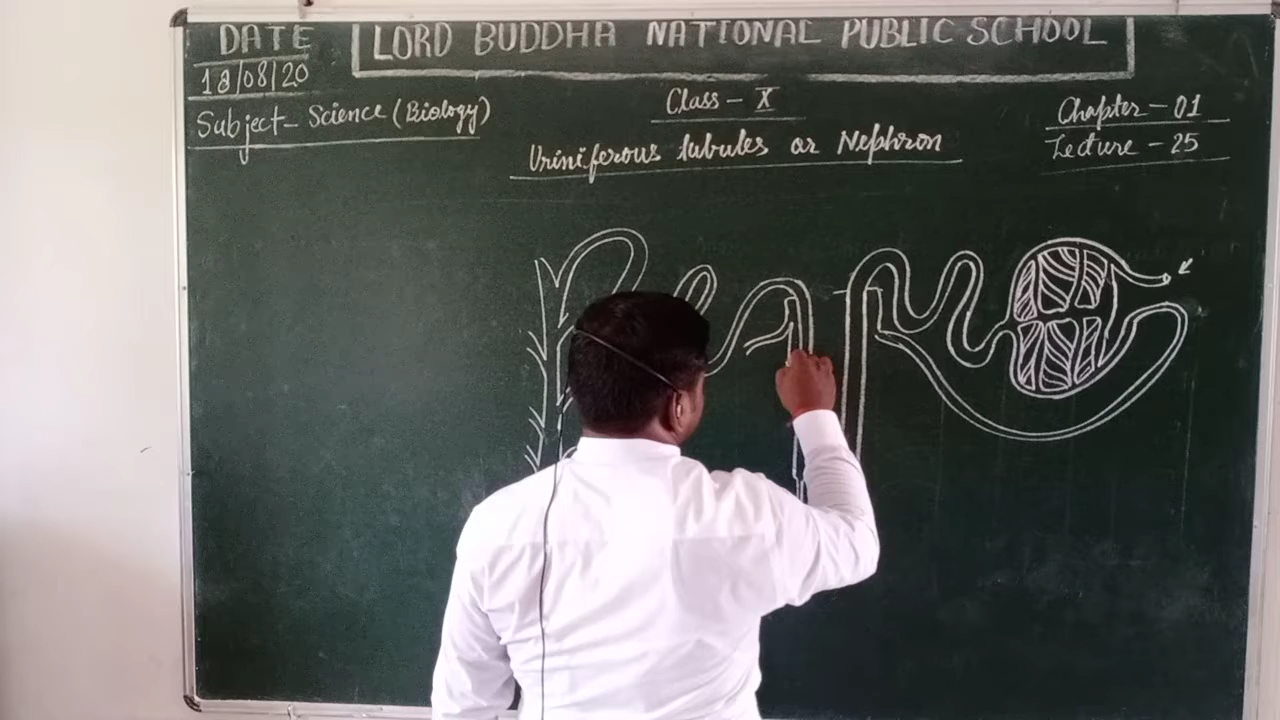 DATE
18/08/20
LORD BUDDHA NATIONAL PUBLIC SCHOOL
Subject- Science (Biology)
Class - X
Chapter - 01
Lecture - 25
Uriniferous tubules or Nephron